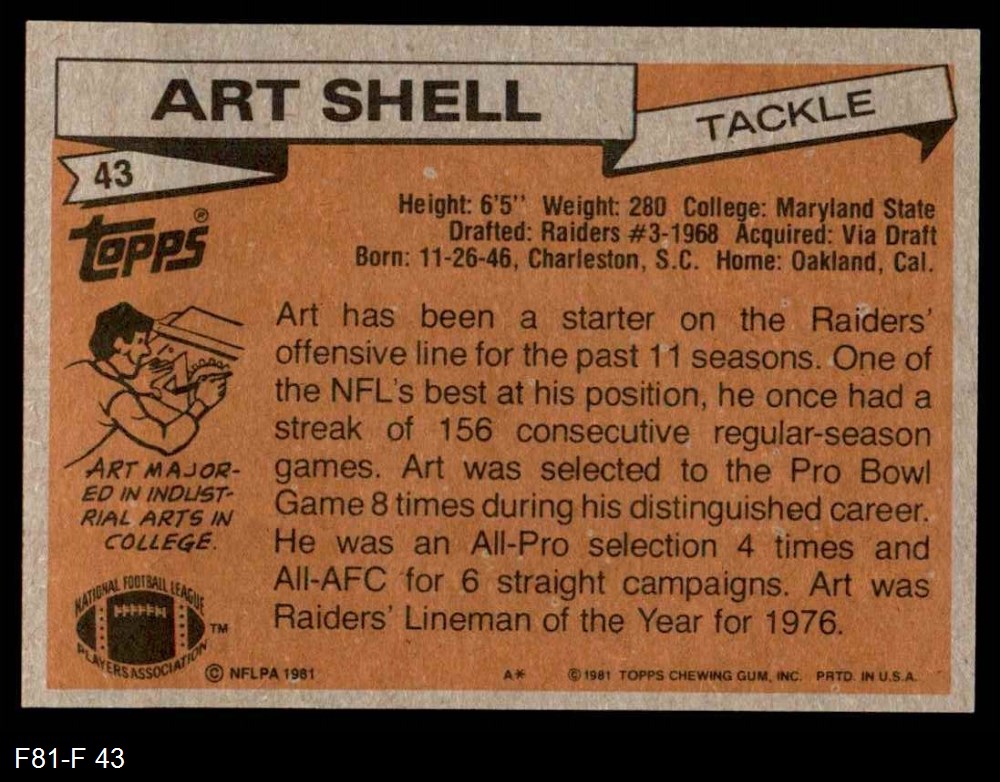 ART SHELL
TACKLE
43
topps®
Height: 6'5'' Weight: 280 College: Maryland State
Drafted: Raiders #3-1968 Acquired: Via Draft
Born: 11-26-46, Charleston, S.C. Home: Oakland, Cal.
Art has been a starter on the Raiders'
offensive line for the past 11 seasons. One of
the NFL's best at his position, he once had a
streak of 156 consecutive regular-season
games. Art was selected to the Pro Bowl
Game 8 times during his distinguished career.
He was an All-Pro selection 4 times and
All-AFC for 6 straight campaigns. Art was
Raiders' Lineman of the Year for 1976.
ART MAJOR-
ED IN INDUST-
RIAL ARTS IN
COLLEGE.
NATIONAL FOOTBALL LEAGUE
PLAYERS ASSOCIATION
TM
© NFLPA 1981
A*
© 1981 TOPPS CHEWING GUM, INC. PRTD. IN U.S.A.
F81-F 43